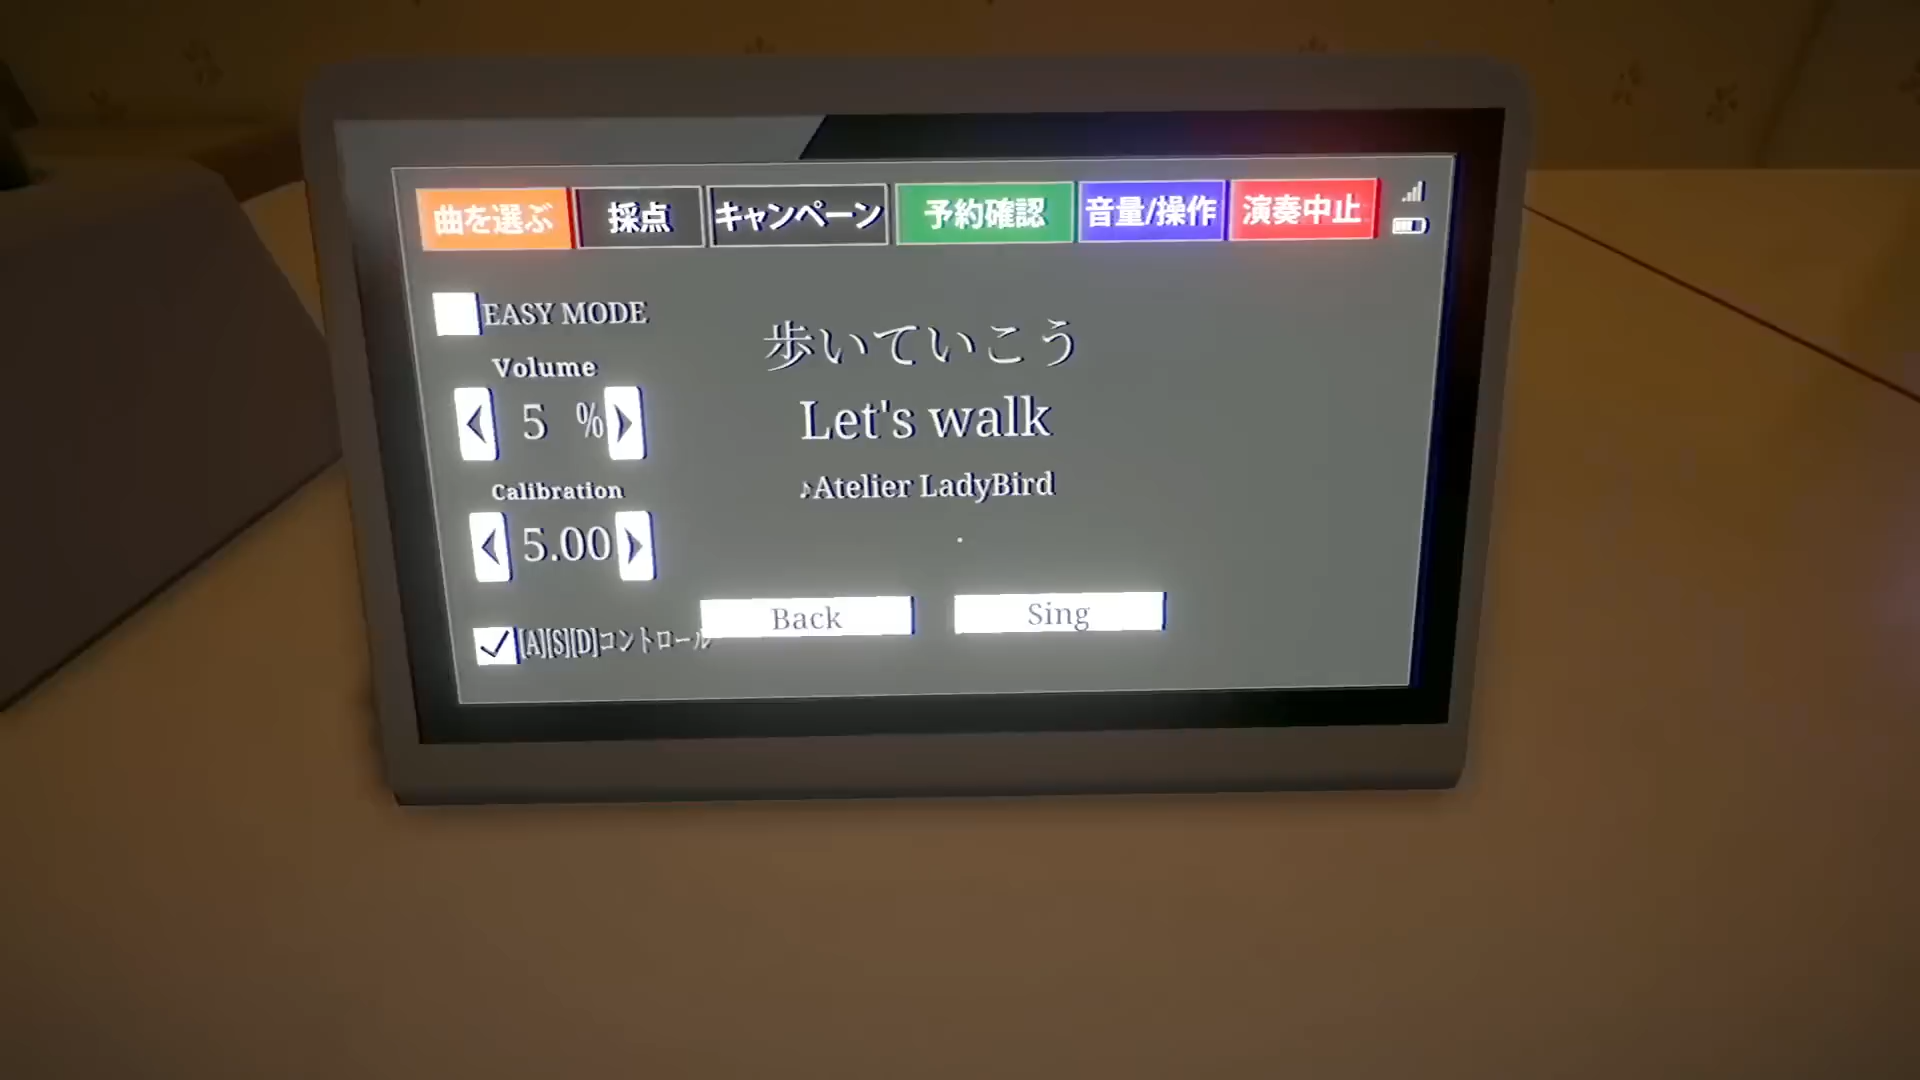 曲を選ぶ 採点 キャンペーン 予約確認 音量/操作 演奏中止
EASY MODE
Volume
5 %
Calibration
5.00
[A][S][D]コントロール
歩いていこう
Let's walk
♪Atelier LadyBird
Back Sing